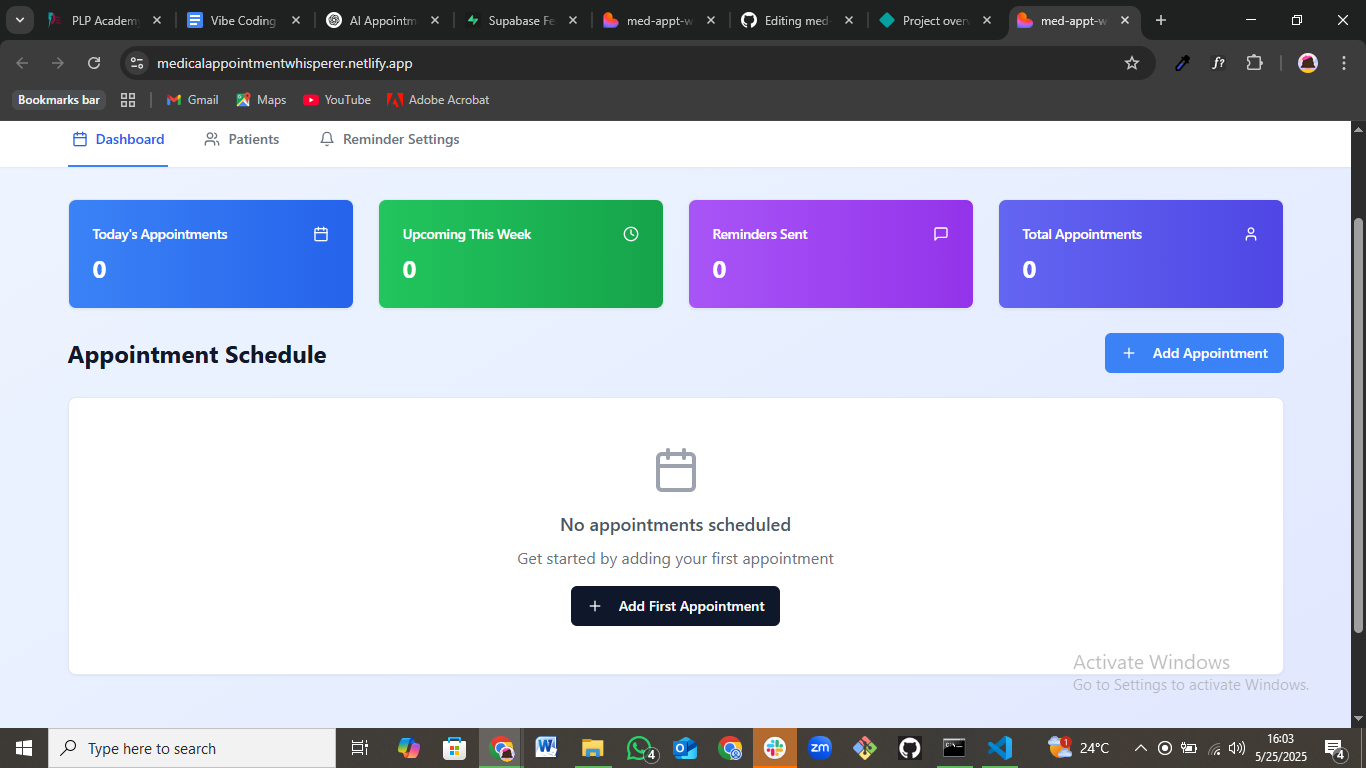 PLP Academ
Vibe Coding
AI Appointm
Supabase Fe
med-appt-w
Editing med-
Project over
med-appt-w
medicalappointmentwhisperer.netlify.app
f?
Bookmarks bar
Gmail
Maps
YouTube
Adobe Acrobat
Dashboard
Patients
Reminder Settings
Today's Appointments
0
Upcoming This Week
0
Reminders Sent
0
Total Appointments
0
Appointment Schedule
+ Add Appointment
No appointments scheduled
Get started by adding your first appointment
+ Add First Appointment
Activate Windows
Go to Settings to activate Windows.
Type here to search
W
4
zm
1
24°C
16:03
5/25/2025
4